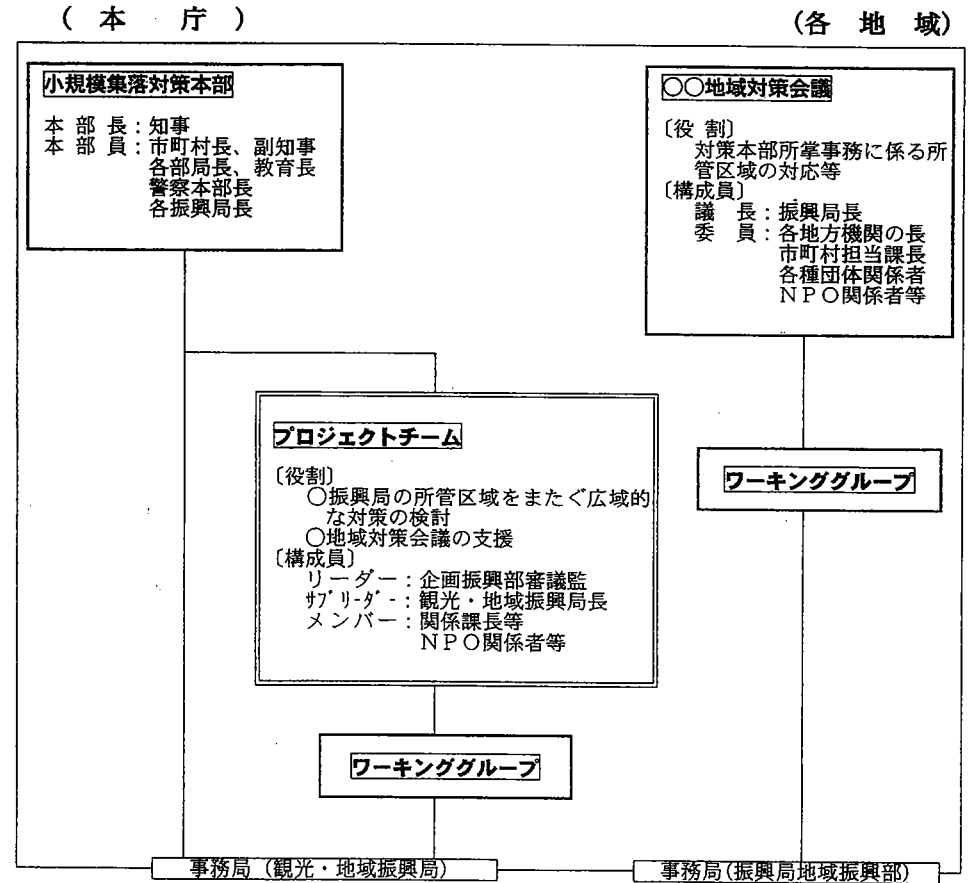 ( 本 庁 )
(各 地 域)
小規模集落対策本部
本 部 長：知事
本 部 員：市町村長、副知事
各部局長、教育長
警察本部長
各振興局長
〇〇地域対策会議
〔役 割〕
対策本部所掌事務に係る所
管区域の対応等
〔構成員〕
議 長：振興局長
委 員：各地方機関の長
市町村担当課長
各種団体関係者
ＮＰＯ関係者等
プロジェクトチーム
〔役割〕
〇振興局の所管区域をまたぐ広域的
な対策の検討
〇地域対策会議の支援
〔構成員〕
リーダー：企画振興部審議監
ｻﾌﾞﾘｰﾀﾞｰ：観光・地域振興局長
メンバー：関係課長等
ＮＰＯ関係者等
ワーキンググループ
ワーキンググループ
事務局（観光・地域振興局）
事務局(振興局地域振興部)